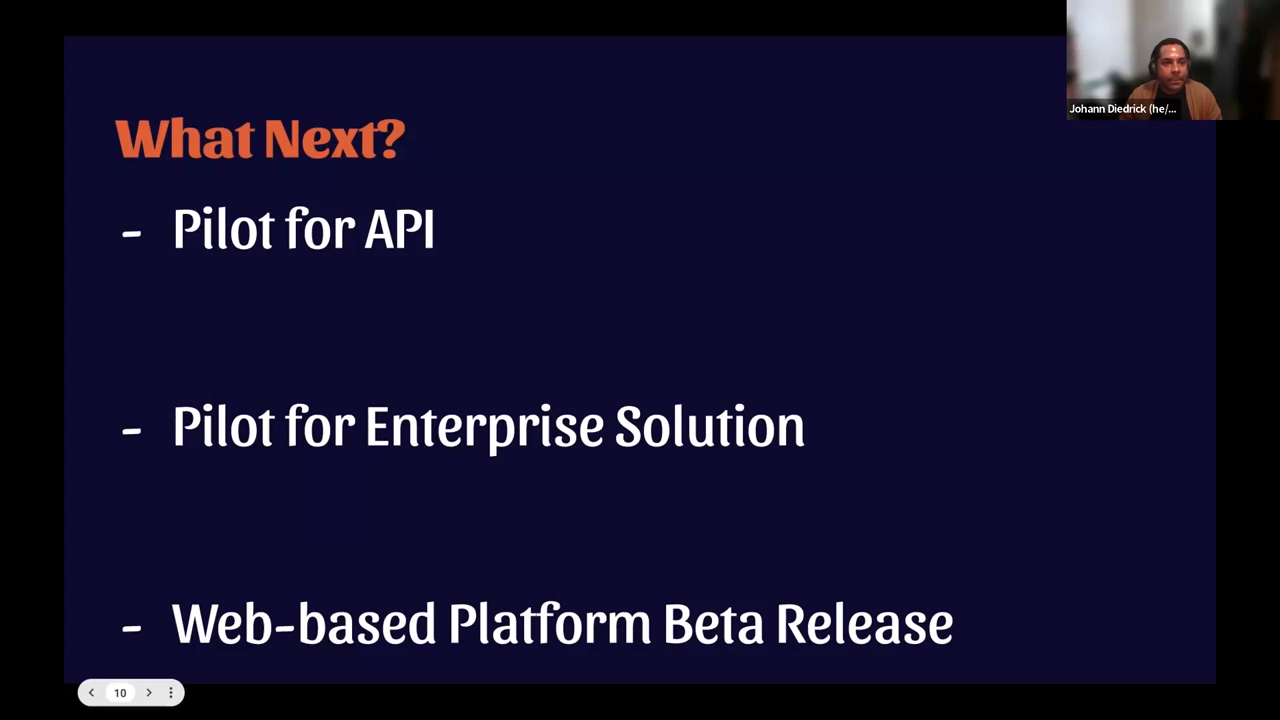 Johann Diedrick (he/...
What Next?
- Pilot for API
- Pilot for Enterprise Solution
- Web-based Platform Beta Release
10